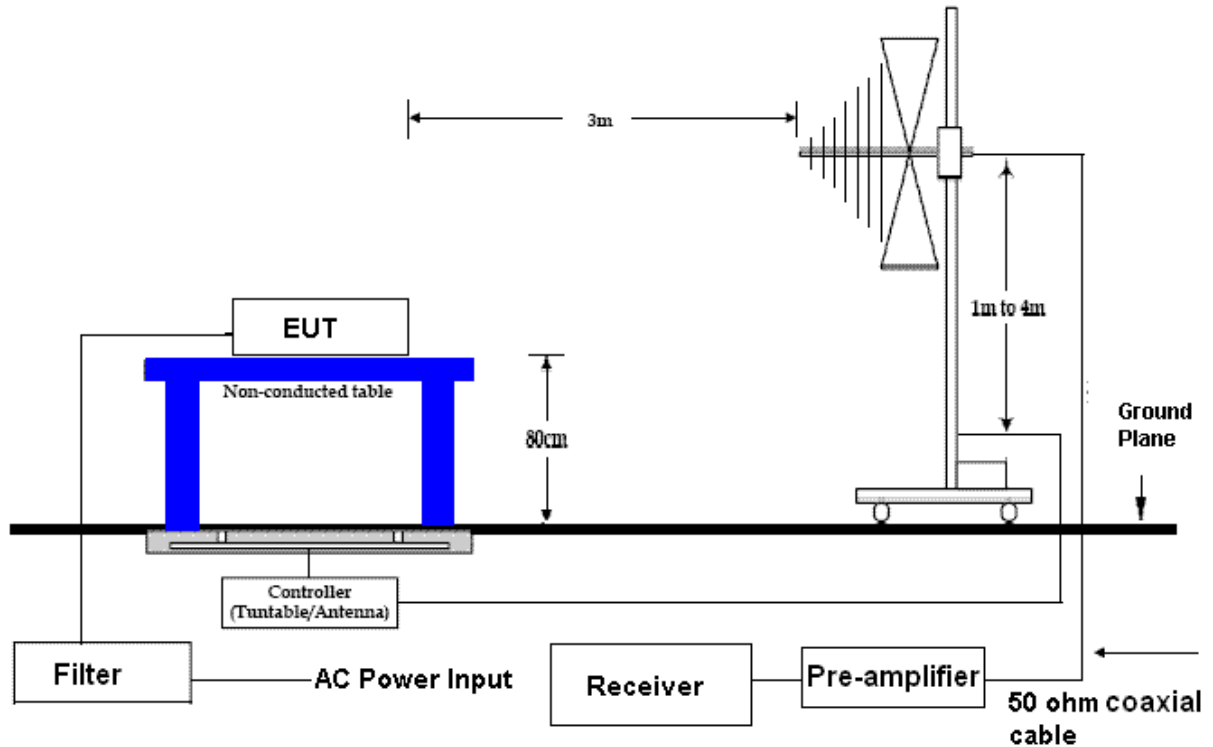 3m
1m to 4m
EUT
Non-conducted table
80cm
Ground
Plane
Controller
(Tuntable/Antenna)
Filter
AC Power Input
Receiver
Pre-amplifier
50 ohm coaxial
cable